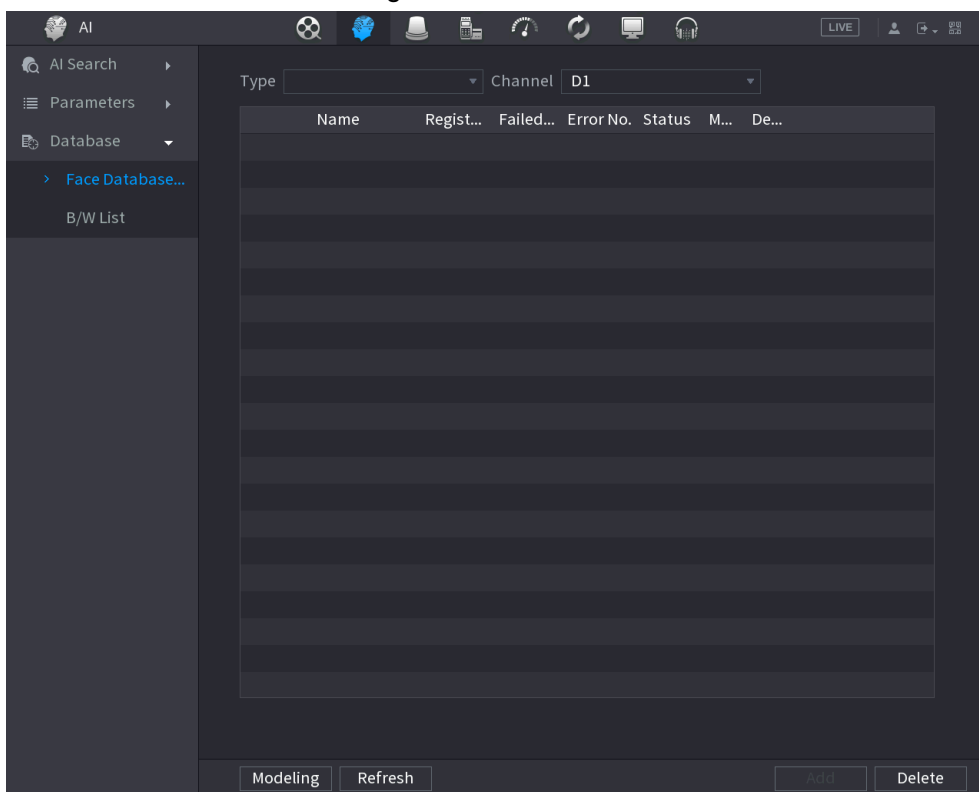 AI
LIVE
AI Search
Parameters
Database
Face Database...
B/W List
Type
Channel D1
Name Regist... Failed... Error No. Status M... De...
Modeling Refresh Add Delete